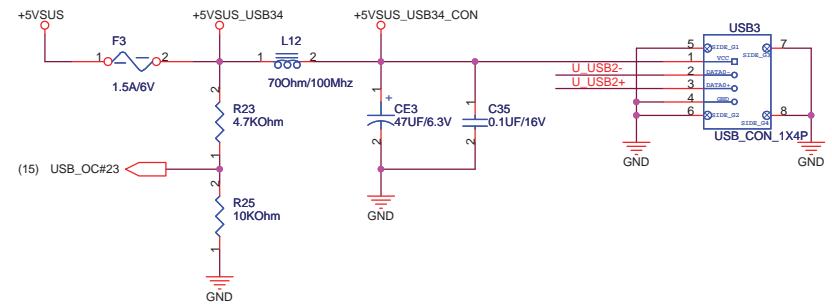 +5VSUS
+5VSUS_USB34
+5VSUS_USB34_CON
USB3
F3
1 2
1.5A/6V
L12
1 2
70Ohm/100Mhz
5 SIDE_G1
7 SIDE_G3
1 VCC
U_USB2- 2 DATA0-
U_USB2+ 3 DATA0+
4 GND
6 SIDE_G2
8 SIDE_G4
USB_CON_1X4P
2
R23
4.7KOhm
1
1 +
CE3
47UF/6.3V
2
1
C35
0.1UF/16V
2
GND
GND
(15) USB_OC#23
2
R25
10KOhm
1
GND
GND